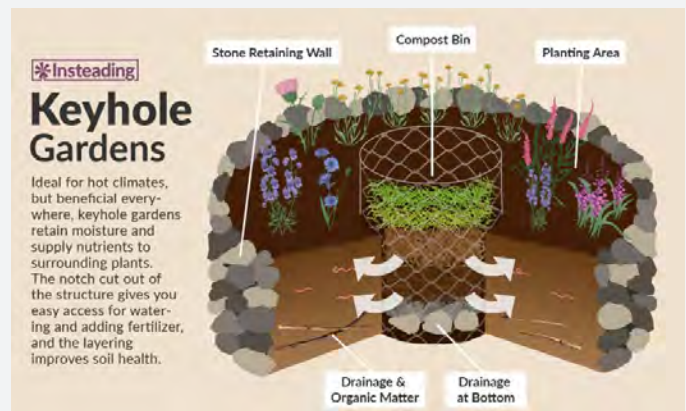 Insteading
Keyhole
Gardens
Ideal for hot climates,
but beneficial every-
where, keyhole gardens
retain moisture and
supply nutrients to
surrounding plants.
The notch cut out of
the structure gives you
easy access for water-
ing and adding fertilizer,
and the layering
improves soil health.
Stone Retaining Wall
Compost Bin
Planting Area
Drainage &
Organic Matter
Drainage
at Bottom